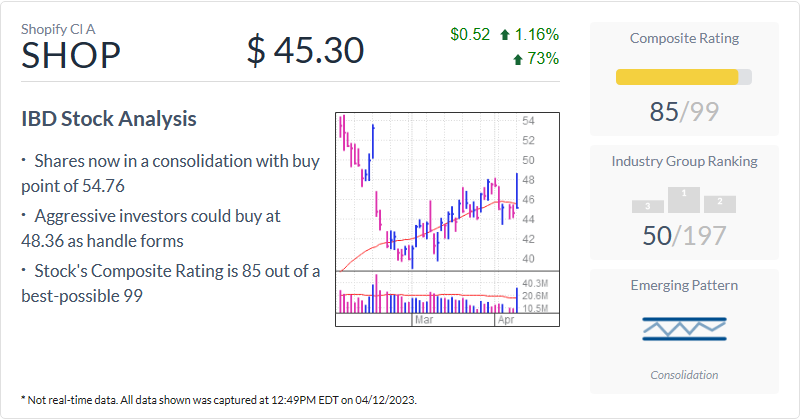 Shopify Cl A
SHOP
$ 45.30
$0.52 1.16%
73%
IBD Stock Analysis
· Shares now in a consolidation with buy
point of 54.76
· Aggressive investors could buy at
48.36 as handle forms
· Stock's Composite Rating is 85 out of a
best-possible 99
54
52
50
48
46
44
42
40
40.3M
20.6M
10.5M
Mar
Apr
Composite Rating
85/99
Industry Group Ranking
3 1 2
50/197
Emerging Pattern
Consolidation
* Not real-time data. All data shown was captured at 12:49PM EDT on 04/12/2023.